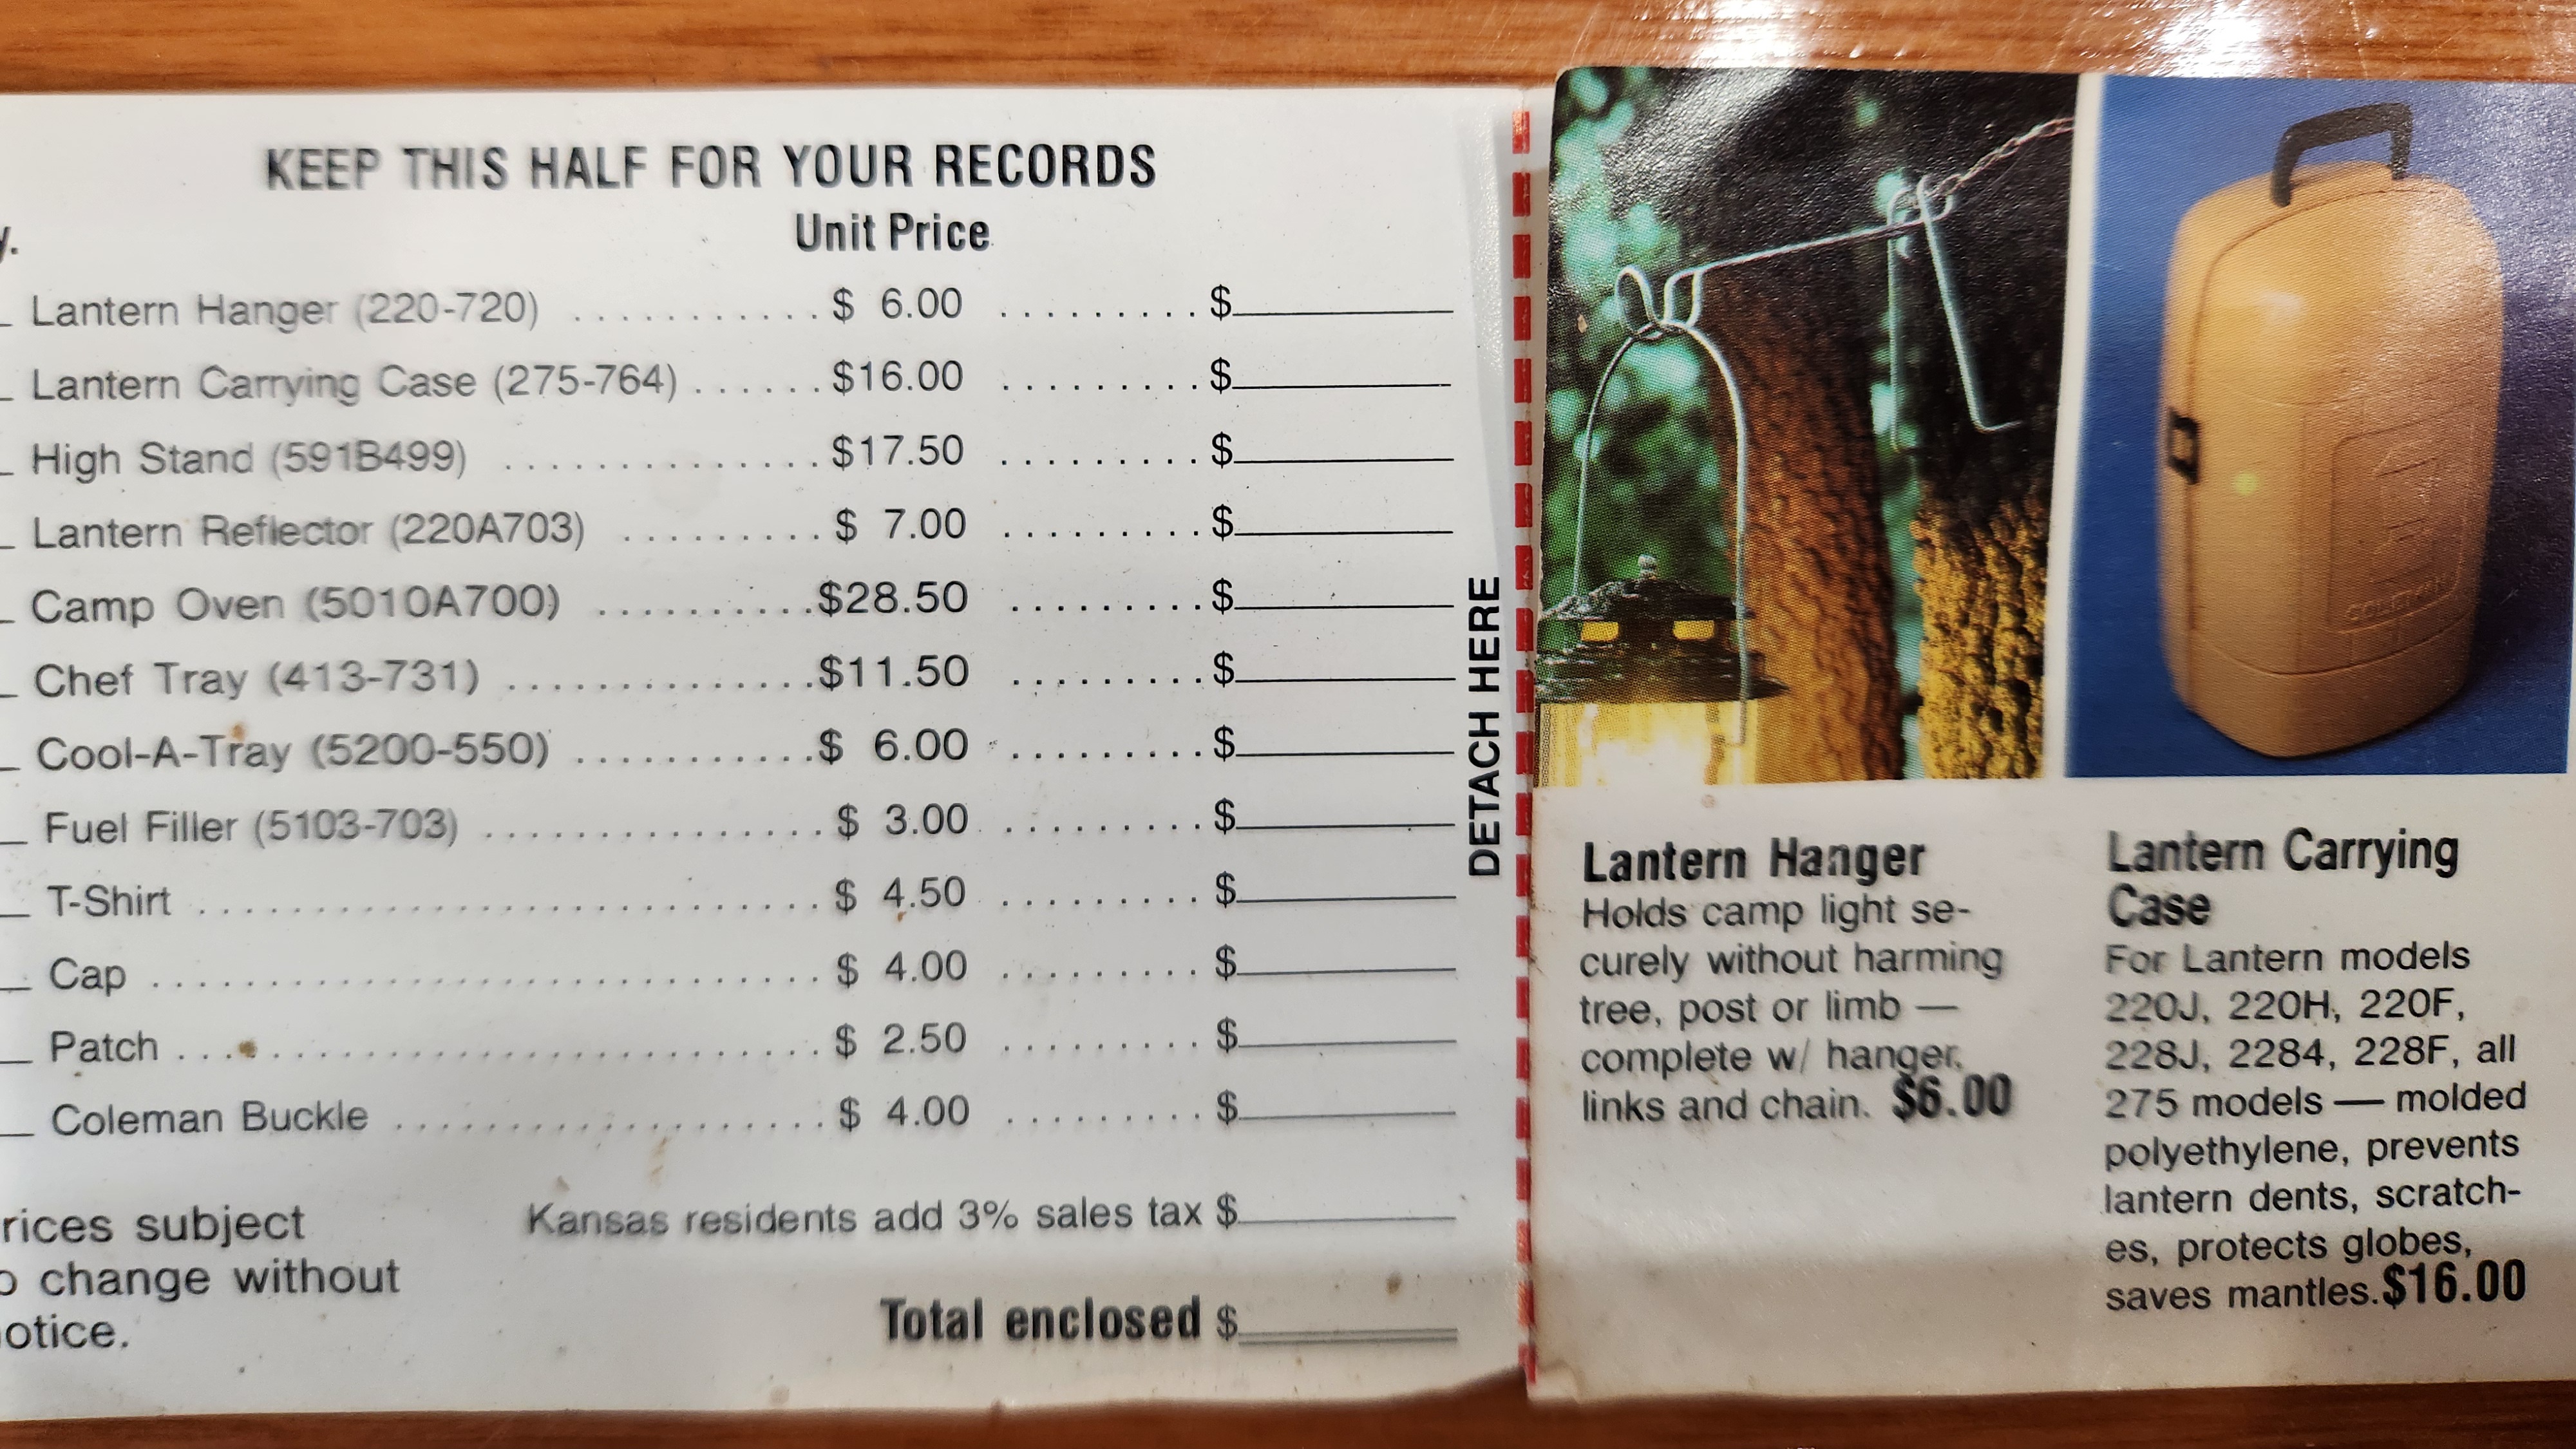 KEEP THIS HALF FOR YOUR RECORDS
y.
Unit Price
Lantern Hanger (220-720) ............ $ 6.00 ......... $
Lantern Carrying Case (275-764) ...... $16.00 ......... $
High Stand (591B499) .............. $17.50 ......... $
Lantern Reflector (220A703) ......... $ 7.00 ......... $
Camp Oven (5010A700) .......... $28.50 ......... $
Chef Tray (413-731) .............. $11.50 ......... $
Cool-A-Tray (5200-550) ........... $ 6.00 ......... $
Fuel Filler (5103-703) ................ $ 3.00 ......... $
T-Shirt ............................. $ 4.50 ......... $
Cap ............................... $ 4.00 ......... $
Patch .............................. $ 2.50 ......... $
Coleman Buckle .................... $ 4.00 ......... $
Kansas residents add 3% sales tax $
rices subject
o change without
otice.
Total enclosed $
DETACH HERE
Lantern Hanger
Holds camp light se-
curely without harming
tree, post or limb —
complete w/ hanger,
links and chain. $6.00
COLEMAN
Lantern Carrying
Case
For Lantern models
220J, 220H, 220F,
228J, 2284, 228F, all
275 models — molded
polyethylene, prevents
lantern dents, scratch-
es, protects globes,
saves mantles. $16.00